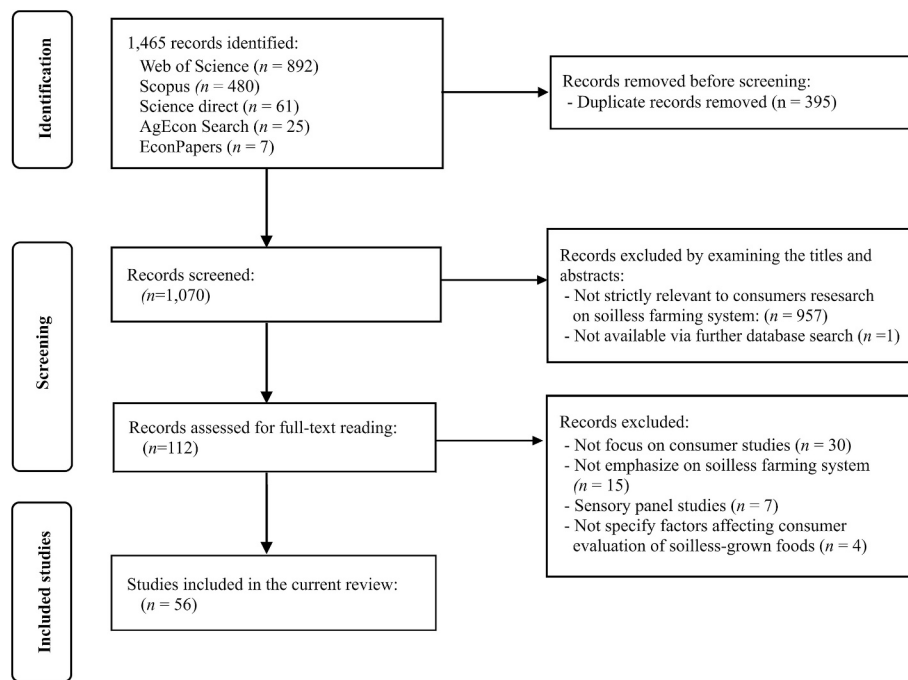 Identification
1,465 records identified:
Web of Science (n = 892)
Scopus (n = 480)
Science direct (n = 61)
AgEcon Search (n = 25)
EconPapers (n = 7)
Records removed before screening:
- Duplicate records removed (n = 395)
Screening
Records screened:
(n=1,070)
Records excluded by examining the titles and
abstracts:
- Not strictly relevant to consumers research
on soilless farming system: (n = 957)
- Not available via further database search (n =1)
Records assessed for full-text reading:
(n=112)
Records excluded:
- Not focus on consumer studies (n = 30)
- Not emphasize on soilless farming system
(n = 15)
- Sensory panel studies (n = 7)
- Not specify factors affecting consumer
evaluation of soilless-grown foods (n = 4)
Included studies
Studies included in the current review:
(n = 56)